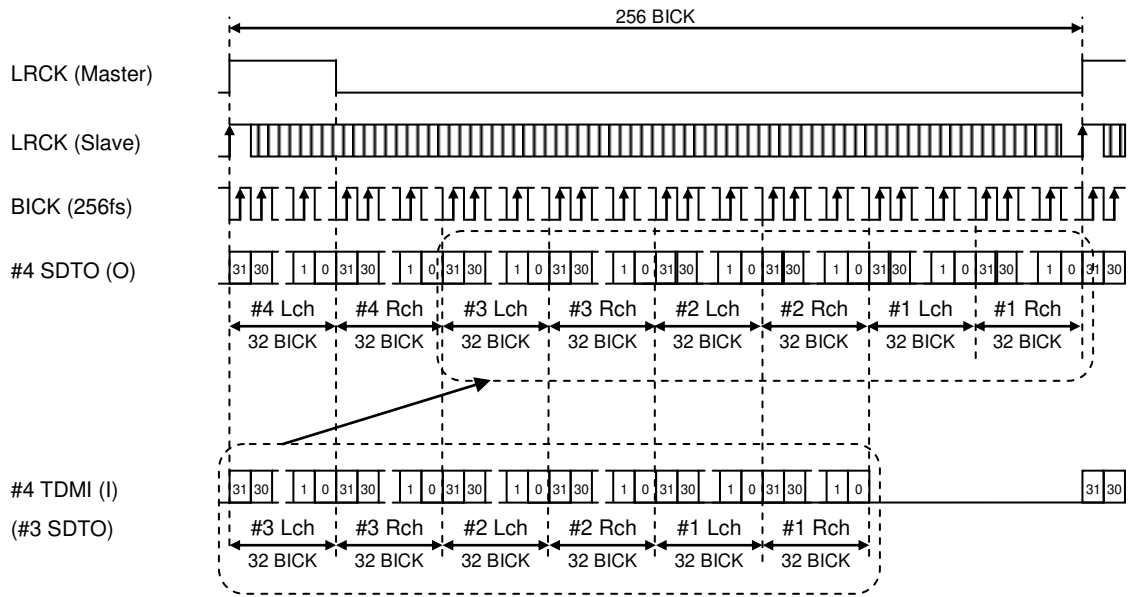 256 BICK
LRCK (Master)
LRCK (Slave)
BICK (256fs)
#4 SDTO (O) 31 30 1 0 31 30 1 0 31 30 1 0 31 30 1 0 31 30 1 0 31 30 1 0 31 30 1 0 31 30 1 0 31 30
#4 Lch #4 Rch #3 Lch #3 Rch #2 Lch #2 Rch #1 Lch #1 Rch
32 BICK 32 BICK 32 BICK 32 BICK 32 BICK 32 BICK 32 BICK 32 BICK
#4 TDMI (I) 31 30 1 0 31 30 1 0 31 30 1 0 31 30 1 0 31 30 1 0 31 30 1 0 31 30
(#3 SDTO) #3 Lch #3 Rch #2 Lch #2 Rch #1 Lch #1 Rch
32 BICK 32 BICK 32 BICK 32 BICK 32 BICK 32 BICK